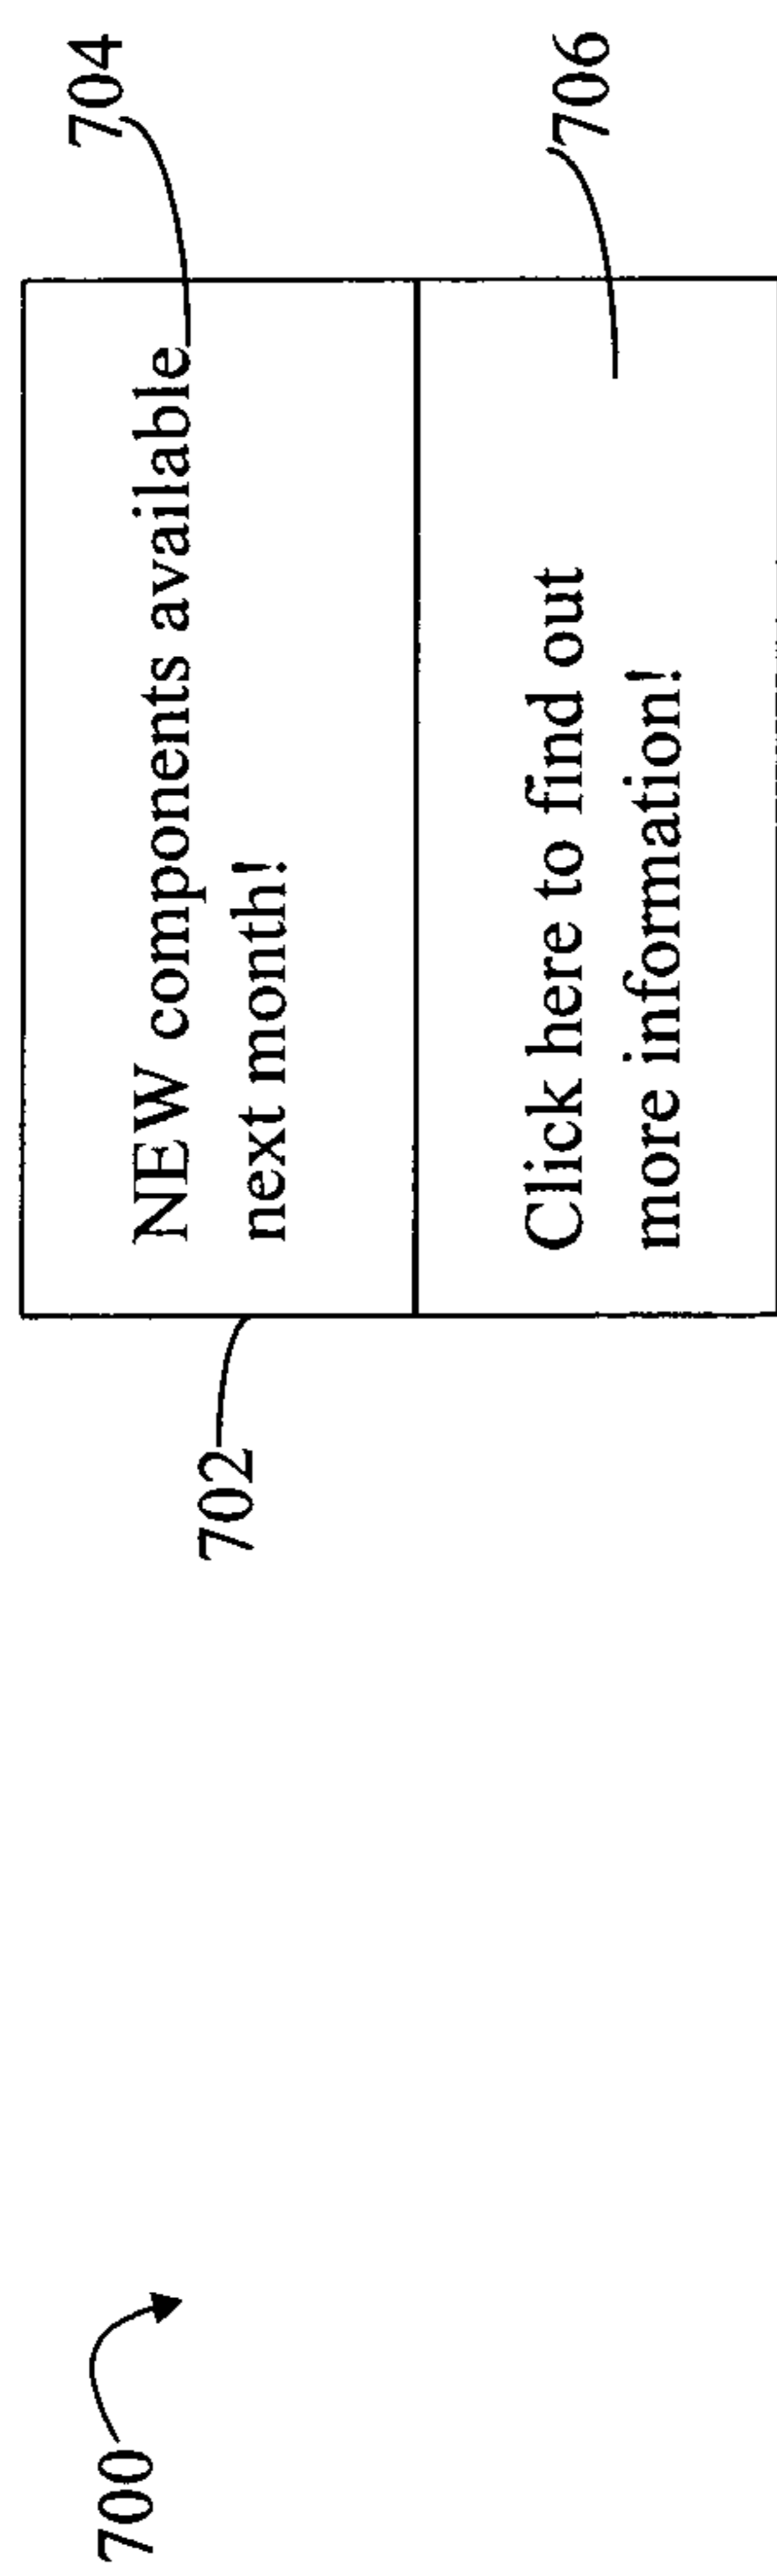 700
702
704
NEW components available
next month!
706
Click here to find out
more information!